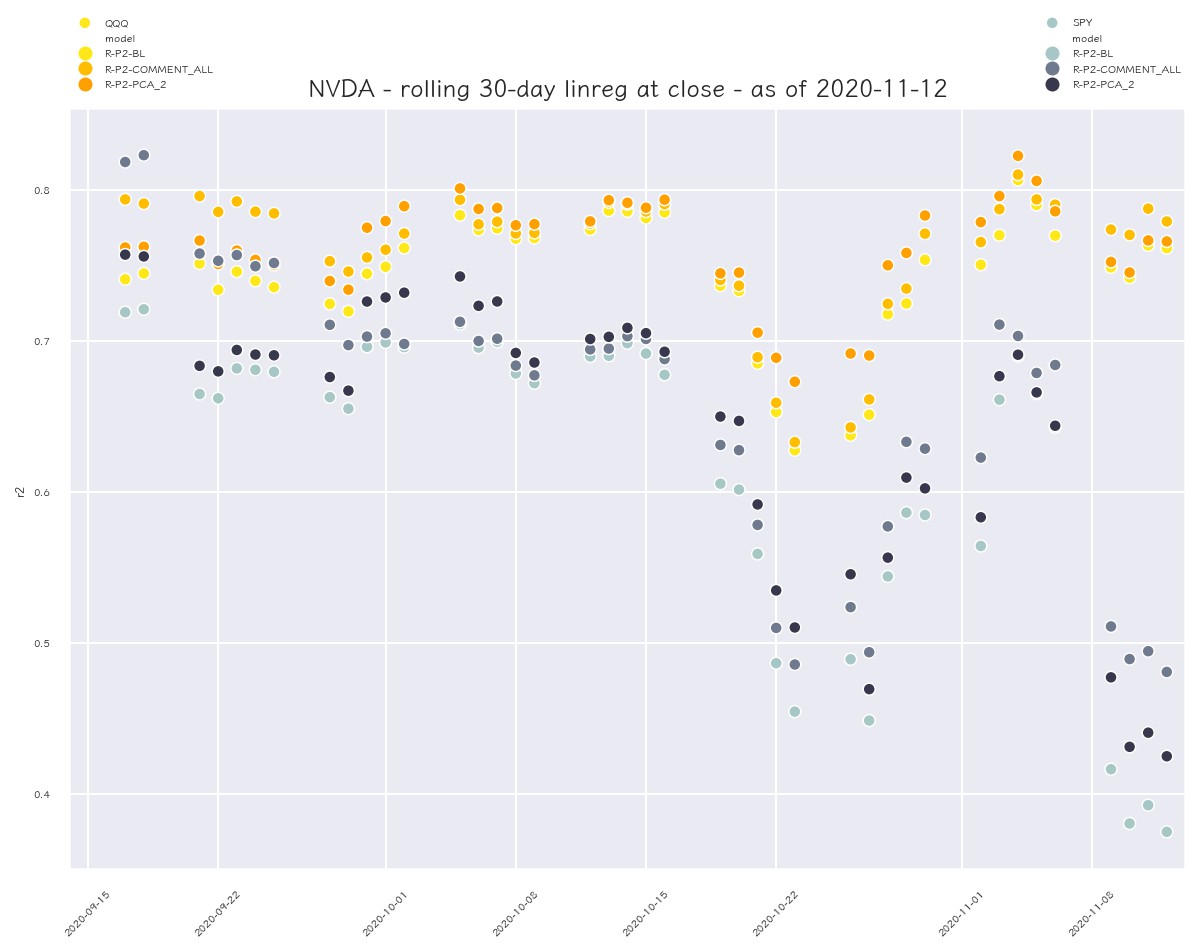 QQQ
model
R-P2-BL
R-P2-COMMENT_ALL
R-P2-PCA_2
SPY
model
R-P2-BL
R-P2-COMMENT_ALL
R-P2-PCA_2
NVDA - rolling 30-day linreg at close - as of 2020-11-12
r2
0.8
0.7
0.6
0.5
0.4
2020-09-15
2020-09-22
2020-10-01
2020-10-08
2020-10-15
2020-10-22
2020-11-01
2020-11-08